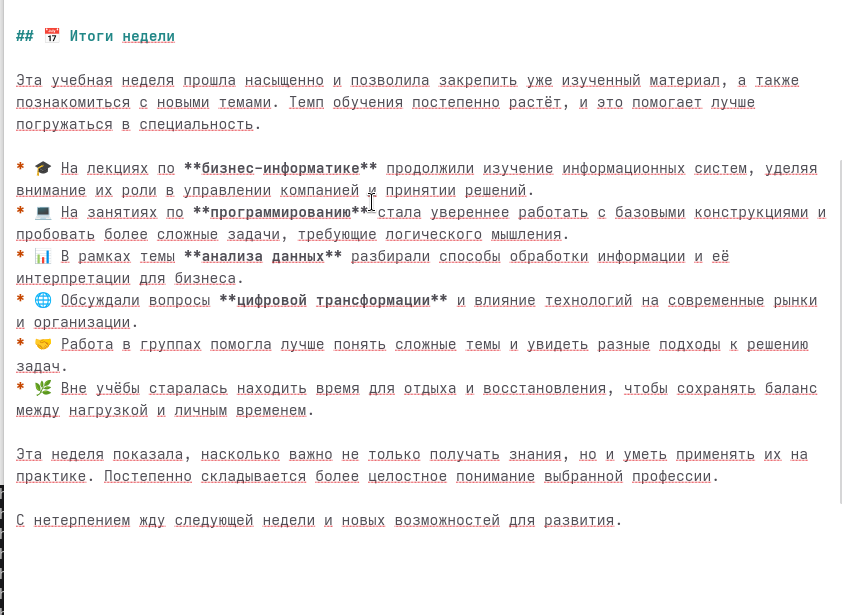 ## 📅 Итоги недели
Эта учебная неделя прошла насыщенно и позволила закрепить уже изученный материал, а также
познакомиться с новыми темами. Темп обучения постепенно растёт, и это помогает лучше
погружаться в специальность.
* 🎓 На лекциях по **бизнес-информатике** продолжили изучение информационных систем, уделяя
внимание их роли в управлении компанией и принятии решений.
* 💻 На занятиях по **программированию** стала увереннее работать с базовыми конструкциями и
пробовать более сложные задачи, требующие логического мышления.
* 📊 В рамках темы **анализа данных** разбирали способы обработки информации и её
интерпретации для бизнеса.
* 🌐 Обсуждали вопросы **цифровой трансформации** и влияние технологий на современные рынки
и организации.
* 🤝 Работа в группах помогла лучше понять сложные темы и увидеть разные подходы к решению
задач.
* 🌿 Вне учёбы старалась находить время для отдыха и восстановления, чтобы сохранять баланс
между нагрузкой и личным временем.
Эта неделя показала, насколько важно не только получать знания, но и уметь применять их на
практике. Постепенно складывается более целостное понимание выбранной профессии.
С нетерпением жду следующей недели и новых возможностей для развития.